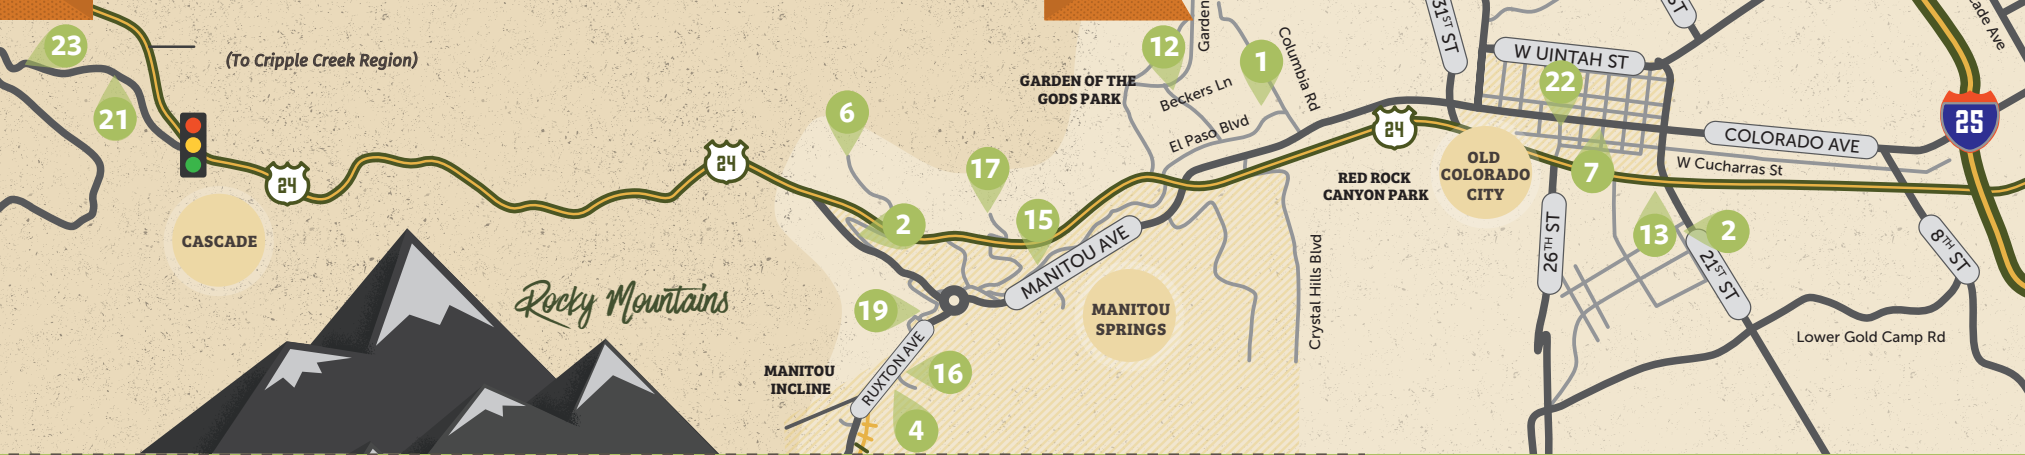 23
(To Cripple Creek Region)
21
24
CASCADE
Rocky Mountains
24
6
2
17
15
19
MANITOU AVE
MANITOU
SPRINGS
MANITOU
INCLINE
RUXTON AVE
16
4
12
Garden
1
Columbia Rd
GARDEN OF THE
GODS PARK
Beckers Ln
El Paso Blvd
24
RED ROCK
CANYON PARK
Crystal Hills Blvd
31ST ST
ST
W UINTAH ST
22
OLD
COLORADO
CITY
7
COLORADO AVE
W Cucharras St
25
cade Ave
26TH ST
13
2
21ST ST
8TH ST
Lower Gold Camp Rd